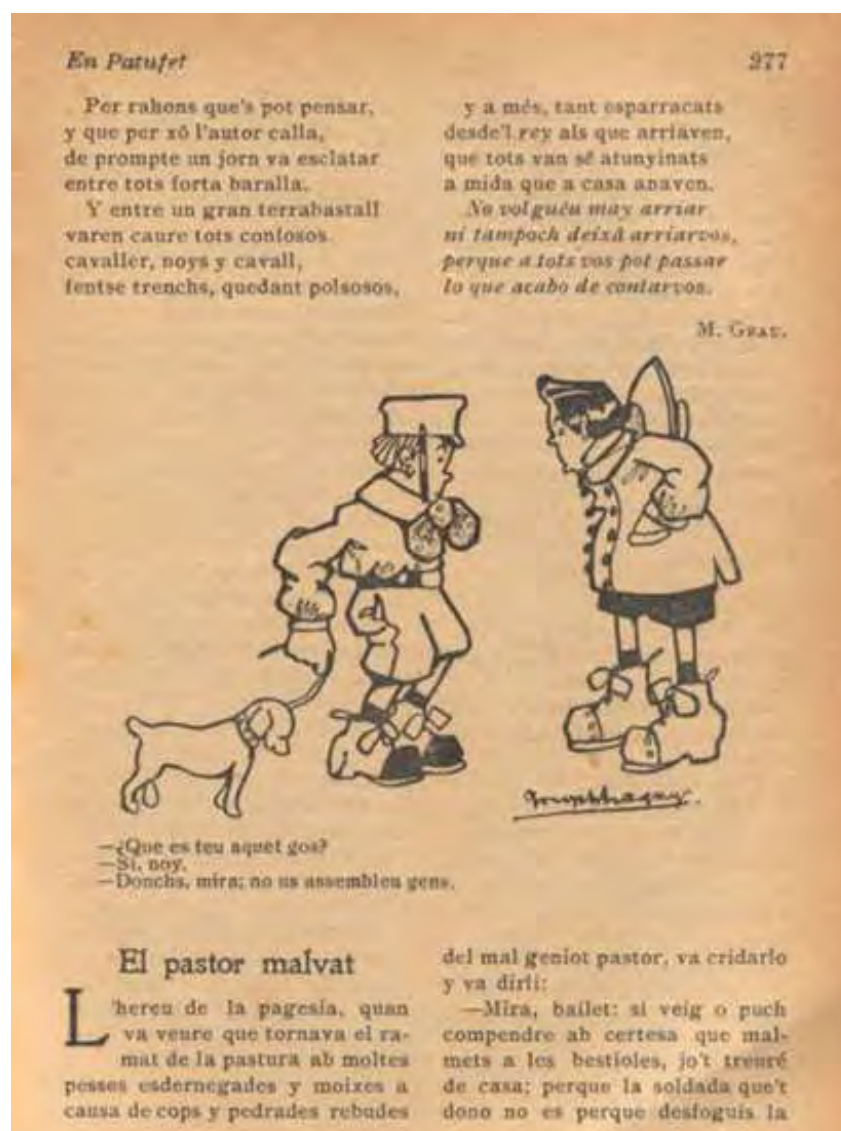 En Patufet
277
Per rahons que's pot pensar,
y que per xó l'autor calla,
de prompte un jorn va esclatar
entre tots forta baralla.
Y entre un gran terrabastall
varen caure tots confosos
cavaller, noys y cavall,
fentse trenchs, quedant polsosos,
y a més, tant esparracats
desde'l rey als que arriaven,
que tots van sê atunyinats
a mida que a casa anaven.
No volguéu may arriar
ni tampoch deixâ arriarvos,
perque a tots vos pot passar
lo que acabo de contarvos.
M. Grau.
—¿Que es teu aquet gos?
—Sí, noy.
—Donchs, mira; no us assembleu gens.
El pastor malvat
L'hereu de la pagesía, quan
va veure que tornava el ra-
mat de la pastura ab moltes
pesses esdernegades y moixes a
causa de cops y pedrades rebudes
del mal geniot pastor, va cridarlo
y va dirli:
—Mira, bailet: si veig o puch
compendre ab certesa que mal-
mets a les bestioles, jo't trauré
de casa; perque la soldada que't
dono no es perque desfoguis la